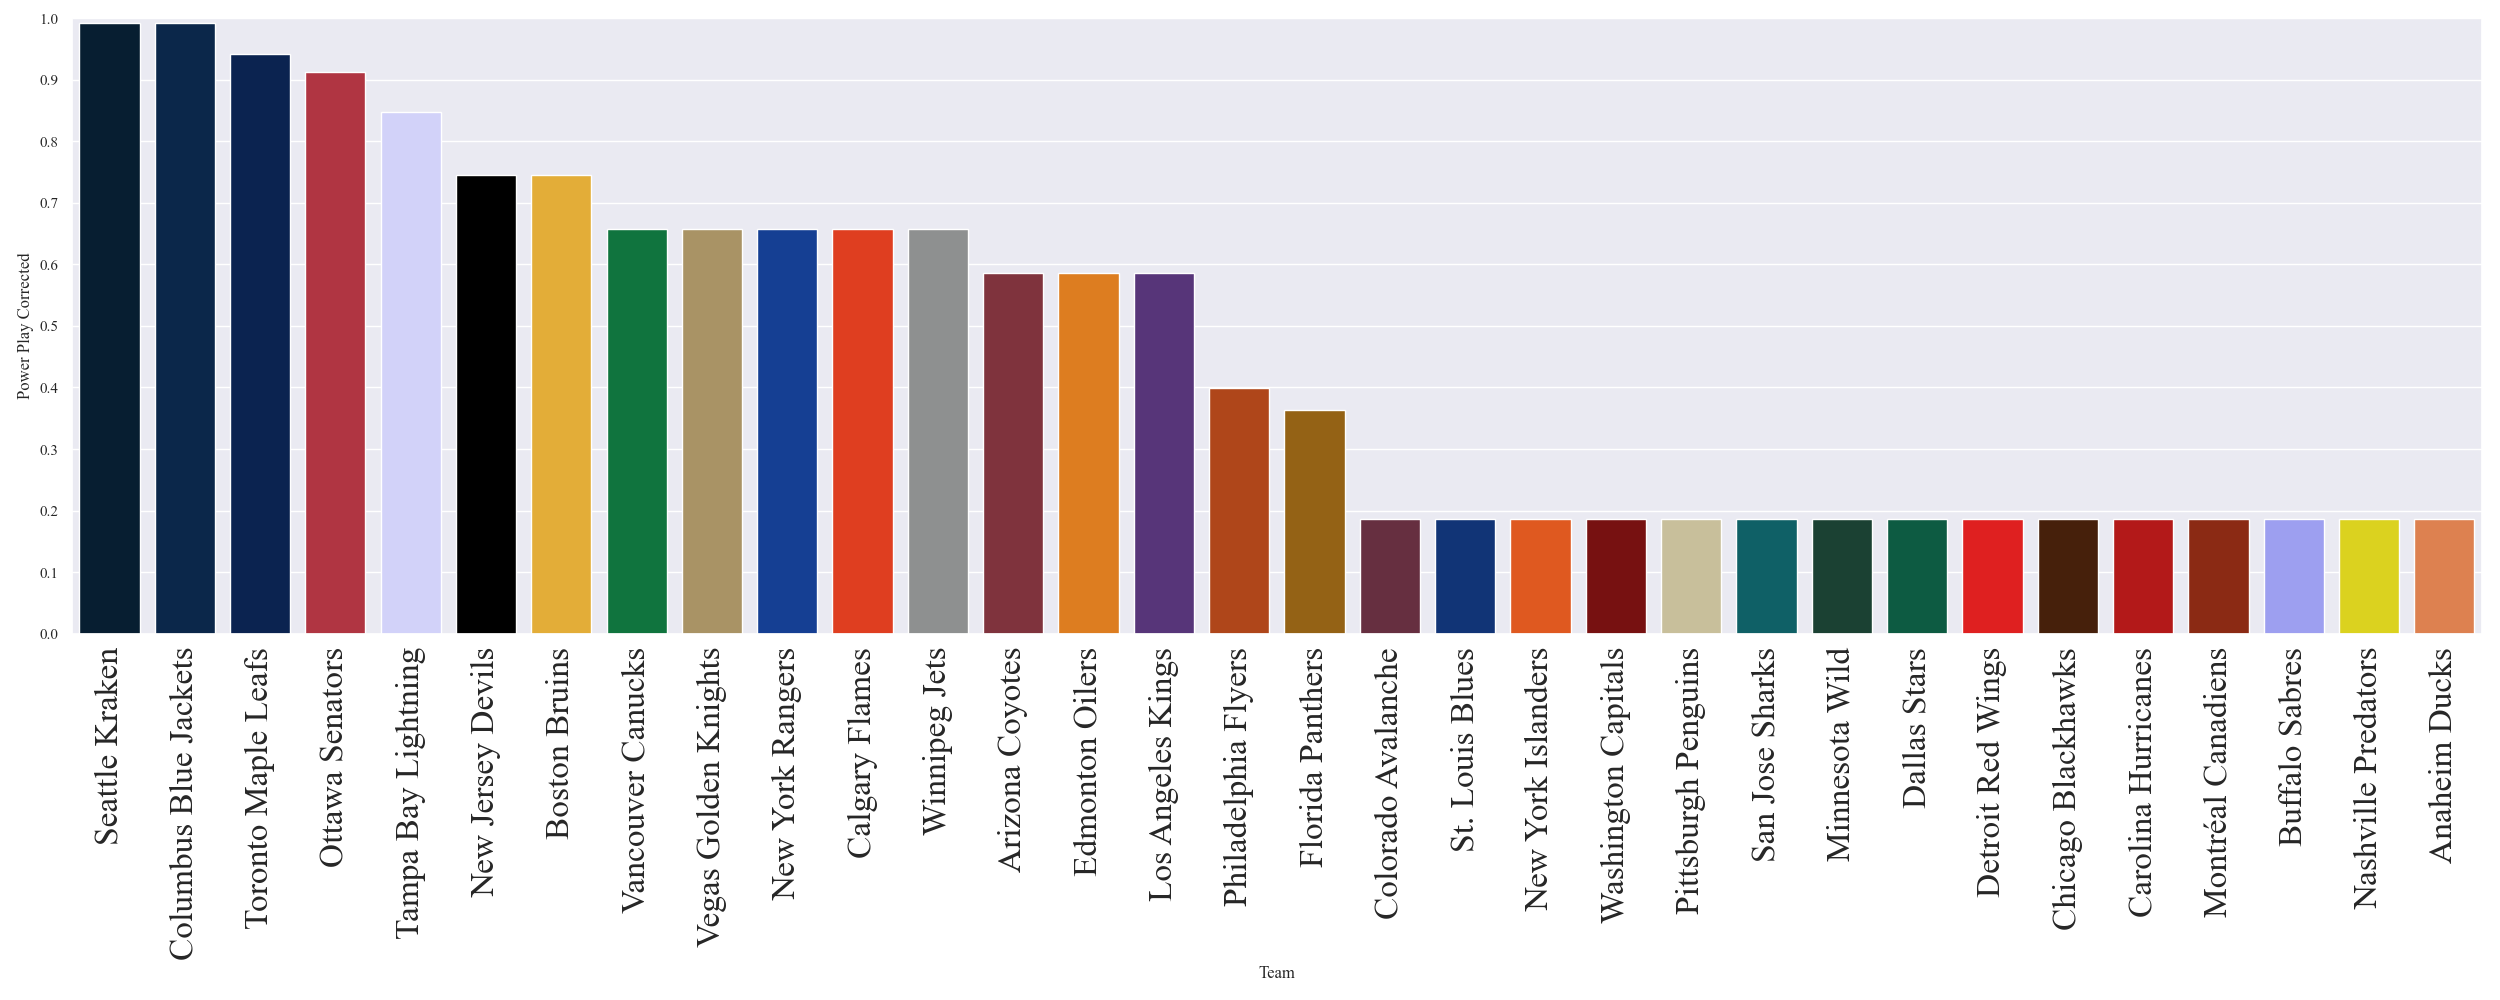 1.0
0.9
0.8
0.7
0.6
0.5
0.4
0.3
0.2
0.1
0.0
Power Play Corrected
Seattle Kraken
Columbus Blue Jackets
Toronto Maple Leafs
Ottawa Senators
Tampa Bay Lightning
New Jersey Devils
Boston Bruins
Vancouver Canucks
Vegas Golden Knights
New York Rangers
Calgary Flames
Winnipeg Jets
Arizona Coyotes
Edmonton Oilers
Los Angeles Kings
Philadelphia Flyers
Florida Panthers
Colorado Avalanche
St. Louis Blues
New York Islanders
Washington Capitals
Pittsburgh Penguins
San Jose Sharks
Minnesota Wild
Dallas Stars
Detroit Red Wings
Chicago Blackhawks
Carolina Hurricanes
Montréal Canadiens
Buffalo Sabres
Nashville Predators
Anaheim Ducks
Team